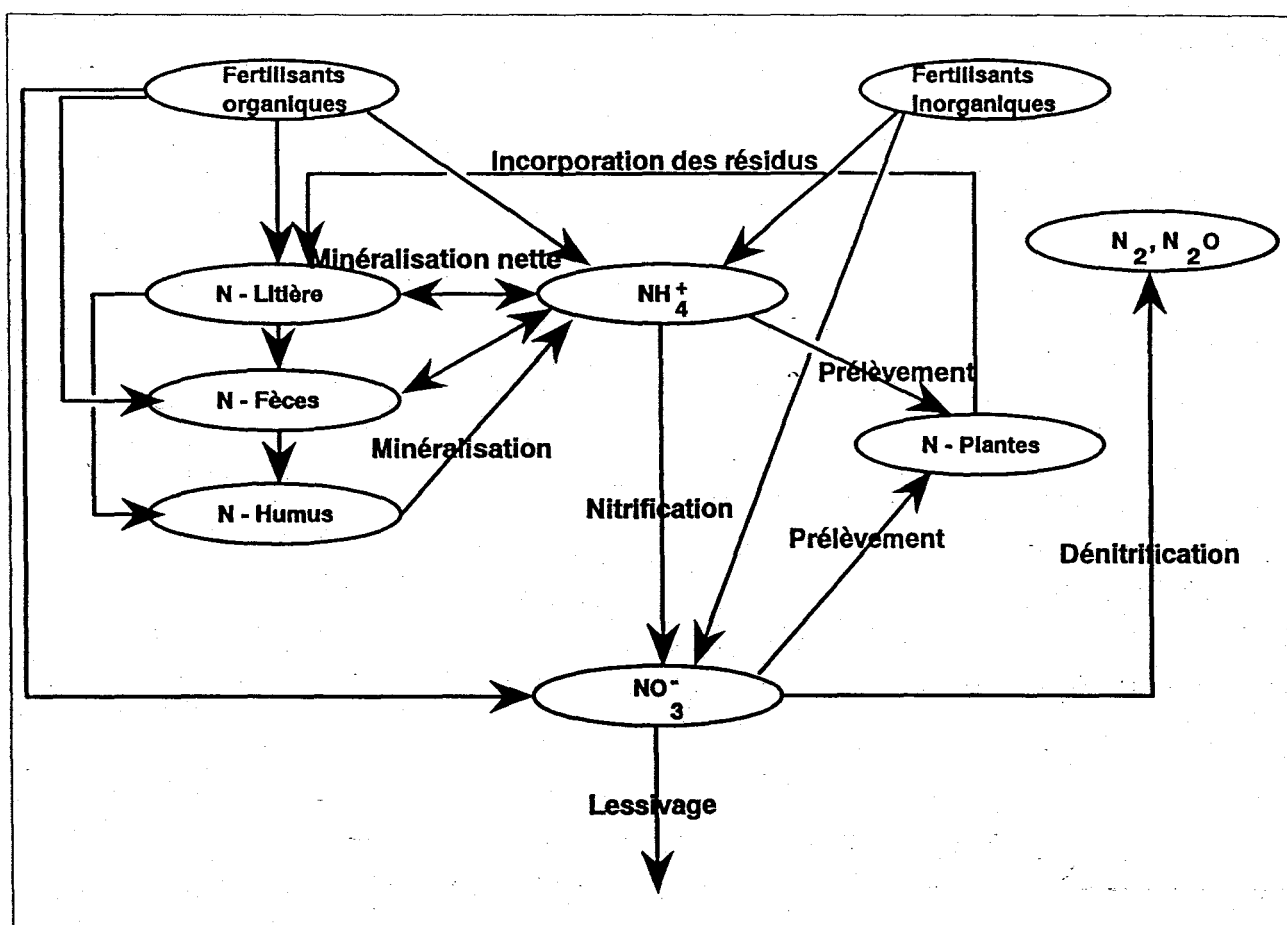 Fertilisants
organiques
Fertilisants
inorganiques
Incorporation des résidus
N₂, N₂O
Minéralisation nette
N - Litière
NH₄⁺
Prélèvement
N - Fèces
N - Plantes
Minéralisation
N - Humus
Nitrification
Prélèvement
Dénitrification
NO₃⁻
Lessivage